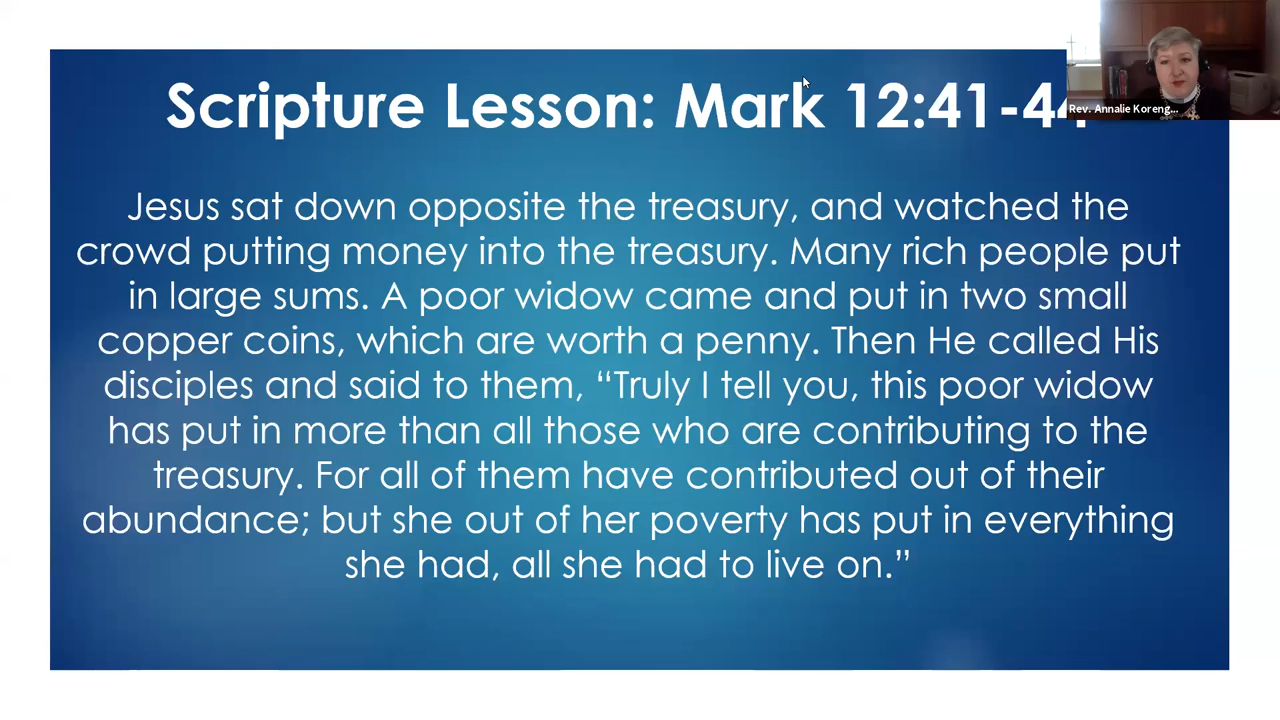 Scripture Lesson: Mark 12:41-44
Rev. Annalie Koreng...
Jesus sat down opposite the treasury, and watched the
crowd putting money into the treasury. Many rich people put
in large sums. A poor widow came and put in two small
copper coins, which are worth a penny. Then He called His
disciples and said to them, “Truly I tell you, this poor widow
has put in more than all those who are contributing to the
treasury. For all of them have contributed out of their
abundance; but she out of her poverty has put in everything
she had, all she had to live on.”